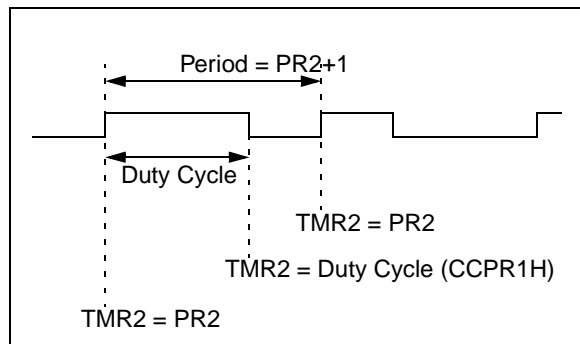 Period = PR2+1
Duty Cycle
TMR2 = PR2
TMR2 = Duty Cycle (CCPR1H)
TMR2 = PR2